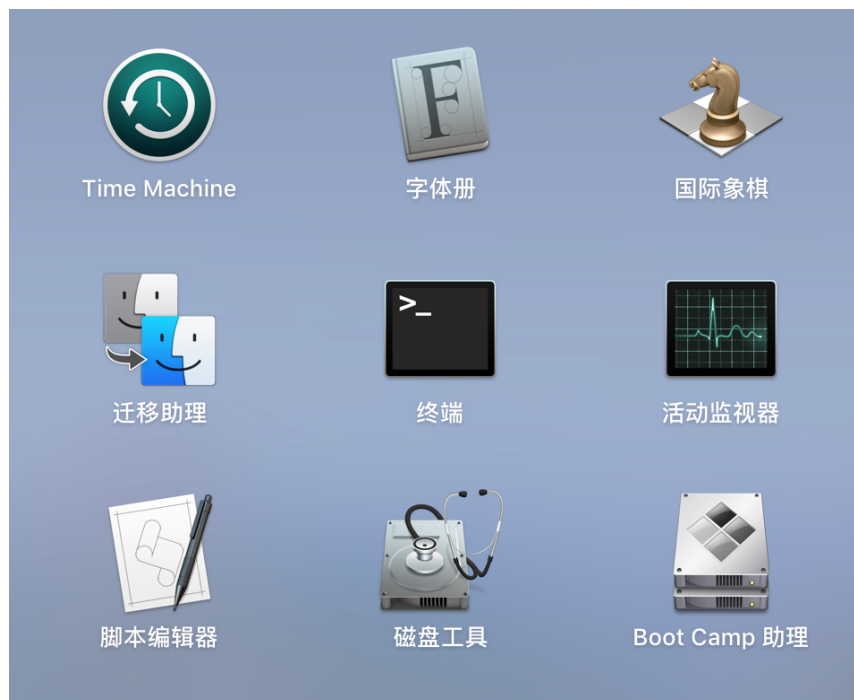 Time Machine
字体册
国际象棋
迁移助理
>_
终端
活动监视器
脚本编辑器
磁盘工具
Boot Camp 助理